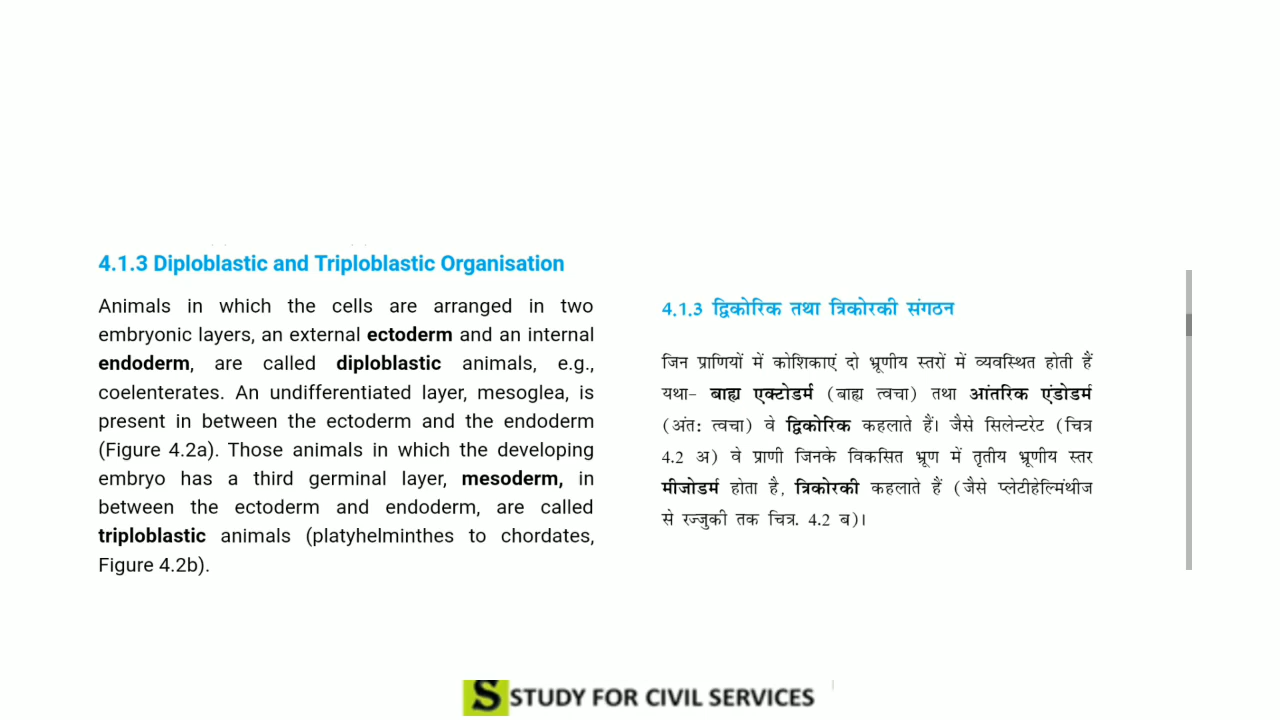 4.1.3 Diploblastic and Triploblastic Organisation
Animals in which the cells are arranged in two
embryonic layers, an external ectoderm and an internal
endoderm, are called diploblastic animals, e.g.,
coelenterates. An undifferentiated layer, mesoglea, is
present in between the ectoderm and the endoderm
(Figure 4.2a). Those animals in which the developing
embryo has a third germinal layer, mesoderm, in
between the ectoderm and endoderm, are called
triploblastic animals (platyhelminthes to chordates,
Figure 4.2b).
4.1.3 द्विकोरिक तथा त्रिकोरकी संगठन
जिन प्राणियों में कोशिकाएं दो भ्रूणीय स्तरों में व्यवस्थित होती हैं
यथा- बाह्य एक्टोडर्म (बाह्य त्वचा) तथा आंतरिक एंडोडर्म
(अंत: त्वचा) वे द्विकोरिक कहलाते हैं। जैसे सिलेन्टरेट (चित्र
4.2 अ) वे प्राणी जिनके विकसित भ्रूण में तृतीय भ्रूणीय स्तर
मीजोडर्म होता है, त्रिकोरकी कहलाते हैं (जैसे प्लेटीहेल्मिंथीज
से रज्जुकी तक चित्र. 4.2 ब)।
S STUDY FOR CIVIL SERVICES